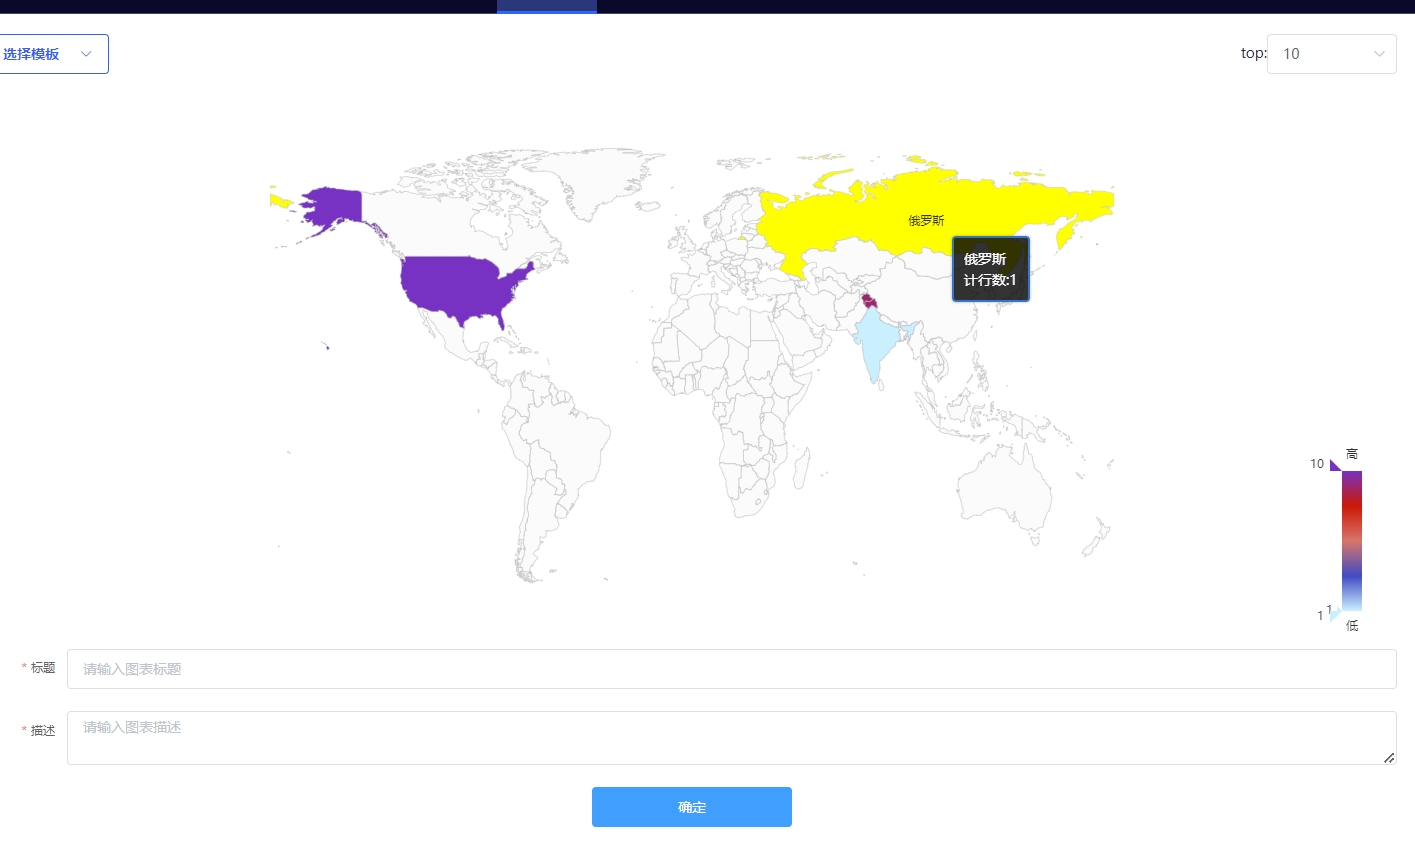 选择模板
top:
10
俄罗斯
俄罗斯
计行数:1
高
10
1
1
低
* 标题
请输入图表标题
* 描述
请输入图表描述
确定